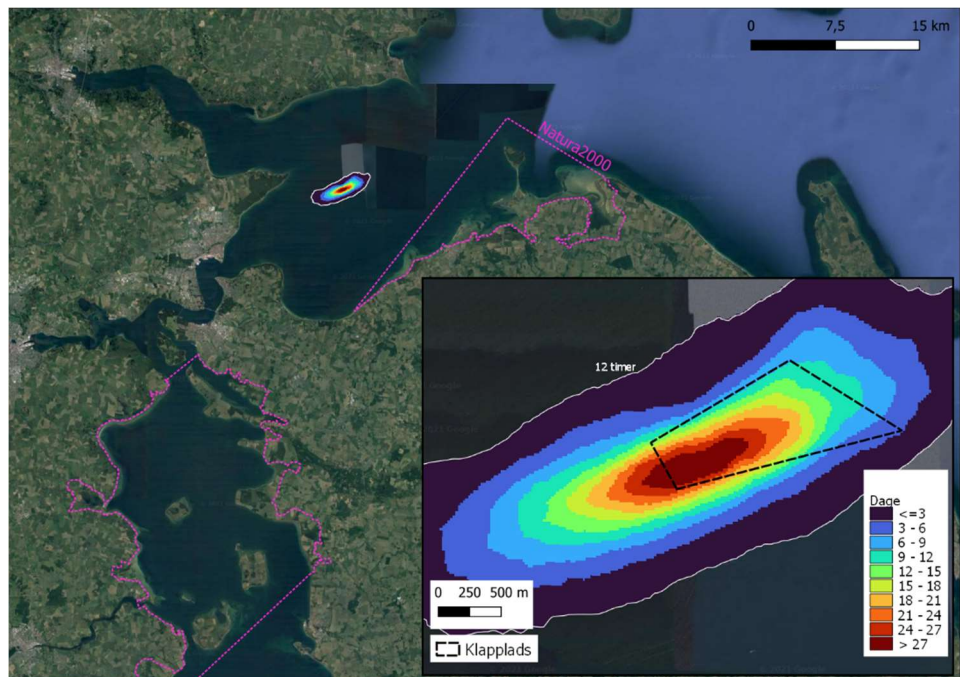 0 7,5 15 km
Natura2000
12 timer
Dage
<=3
3 - 6
6 - 9
9 - 12
12 - 15
15 - 18
18 - 21
21 - 24
24 - 27
> 27
0 250 500 m
Klapplads